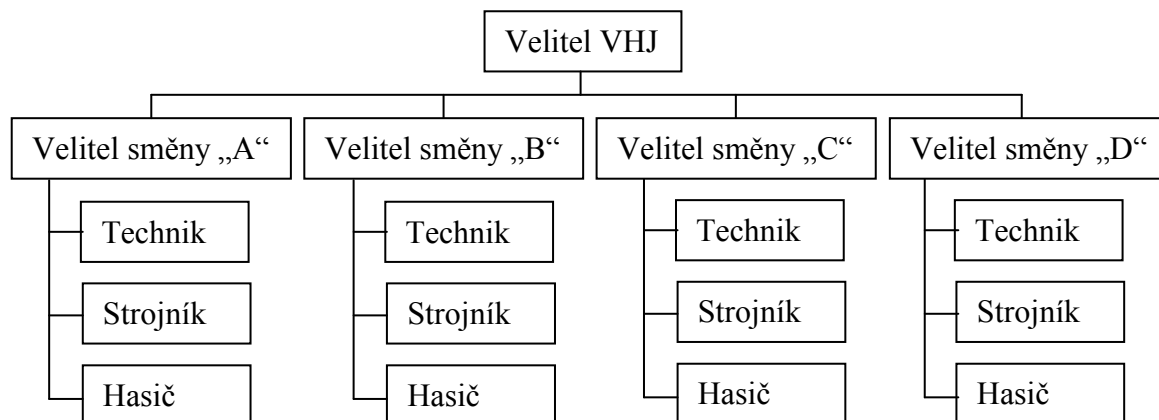 Velitel VHJ
Velitel směny „A“
Velitel směny „B“
Velitel směny „C“
Velitel směny „D“
Technik
Technik
Technik
Technik
Strojník
Strojník
Strojník
Strojník
Hasič
Hasič
Hasič
Hasič